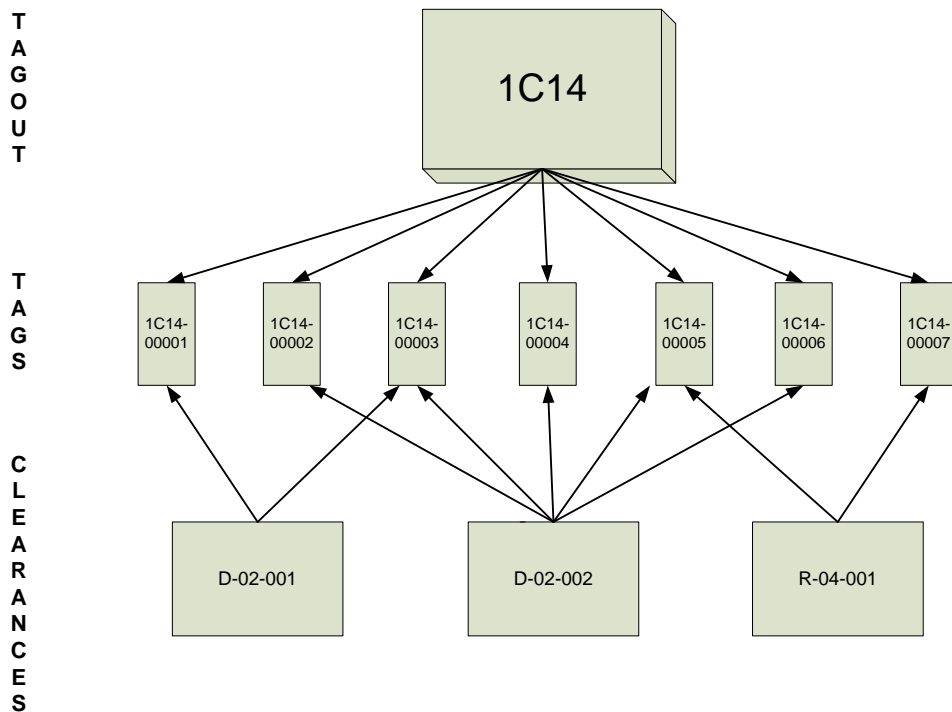 T
A
G
O
U
T
1C14
T
A
G
S
1C14-
00001
1C14-
00002
1C14-
00003
1C14-
00004
1C14-
00005
1C14-
00006
1C14-
00007
C
L
E
A
R
A
N
C
E
S
D-02-001
D-02-002
R-04-001